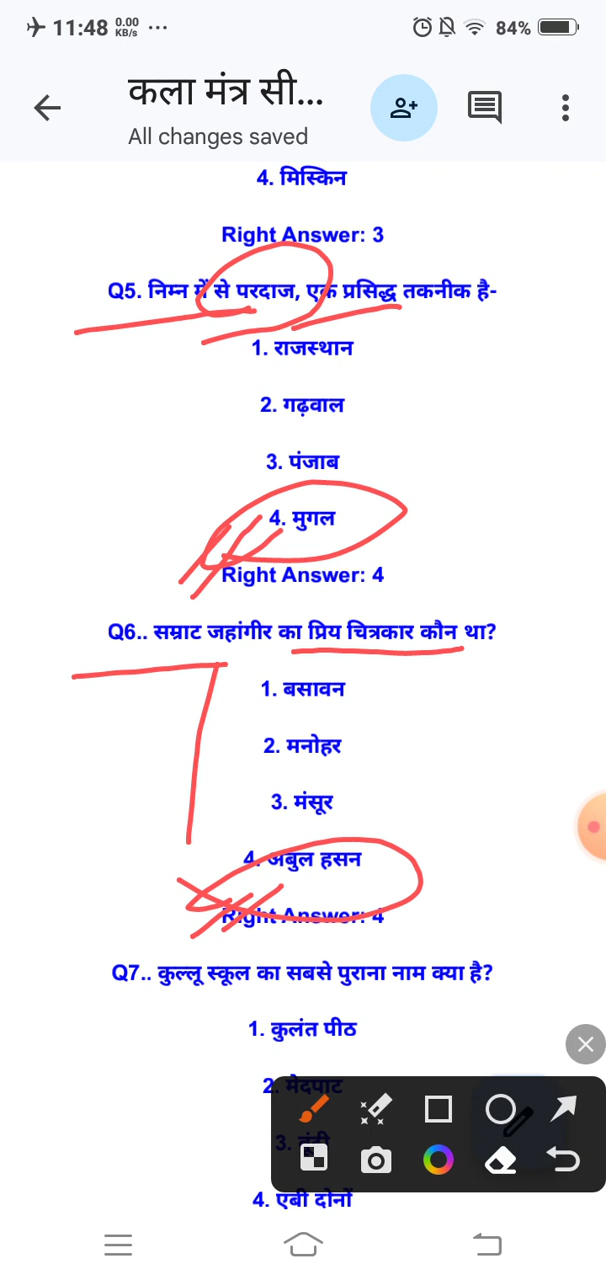 11:48 0.00 KB/s ... 84%
कला मंत्र सी...
All changes saved
4. मिस्किन
Right Answer: 3
Q5. निम्न में से परदाज, एक प्रसिद्ध तकनीक है-
1. राजस्थान
2. गढ़वाल
3. पंजाब
4. मुगल
Right Answer: 4
Q6.. सम्राट जहांगीर का प्रिय चित्रकार कौन था?
1. बसावन
2. मनोहर
3. मंसूर
4. अबुल हसन
Right Answer: 4
Q7.. कुल्लू स्कूल का सबसे पुराना नाम क्या है?
1. कुलंत पीठ
2. मेदपाट
3.
4. एबी दोनों